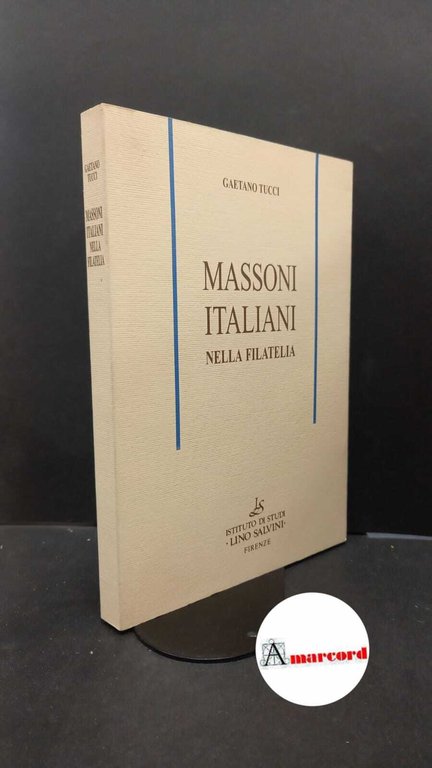 GAETANO
TUCCI
MASSONI
ITALIANI
NELLA
FILATELIA
GAETANO TUCCI
MASSONI
ITALIANI
NELLA FILATELIA
LS
ISTITUTO DI STUDI
·LINO SALVINI·
FIRENZE
Amarcord